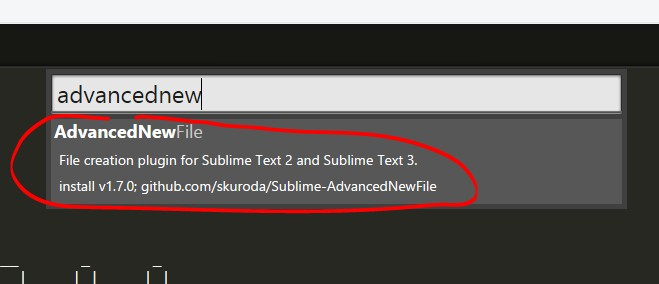 advancednew
AdvancedNewFile
File creation plugin for Sublime Text 2 and Sublime Text 3.
install v1.7.0; github.com/skuroda/Sublime-AdvancedNewFile